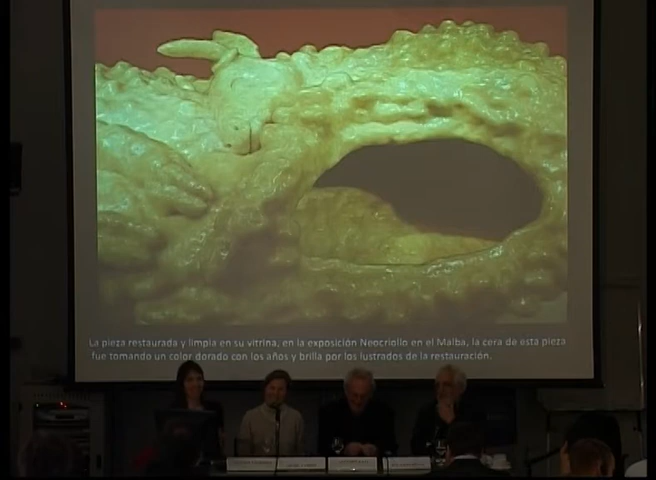 La pieza restaurada y limpia en su vitrina, en la exposición Neocriollo en el Malba, la cera de esta pieza
fue tomando un color dorado con los años y brilla por los lustrados de la restauración.